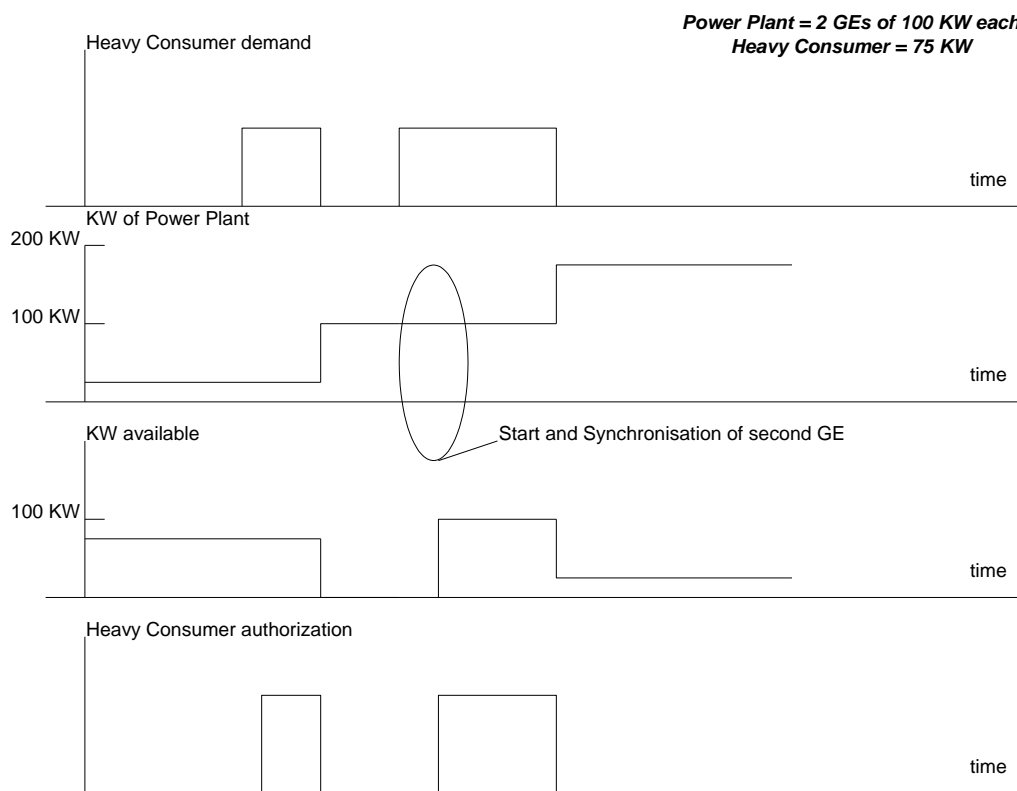 Power Plant = 2 GEs of 100 KW each
Heavy Consumer = 75 KW
Heavy Consumer demand
time
KW of Power Plant
200 KW
100 KW
time
KW available
Start and Synchronisation of second GE
100 KW
time
Heavy Consumer authorization
time